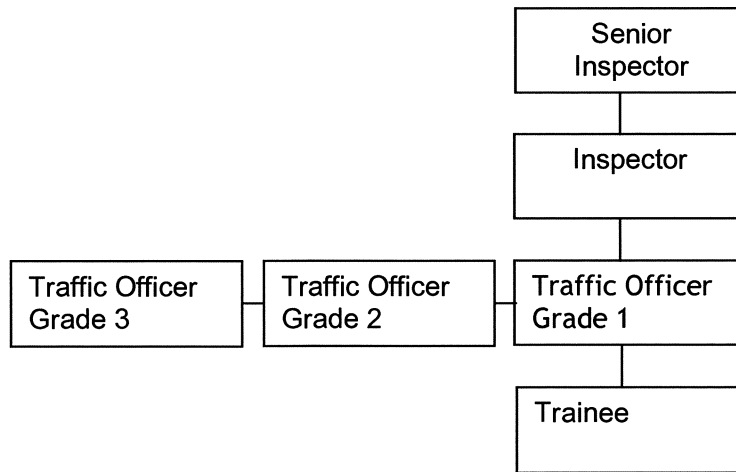 Senior
Inspector
Inspector
Traffic Officer
Grade 3
Traffic Officer
Grade 2
Traffic Officer
Grade 1
Trainee